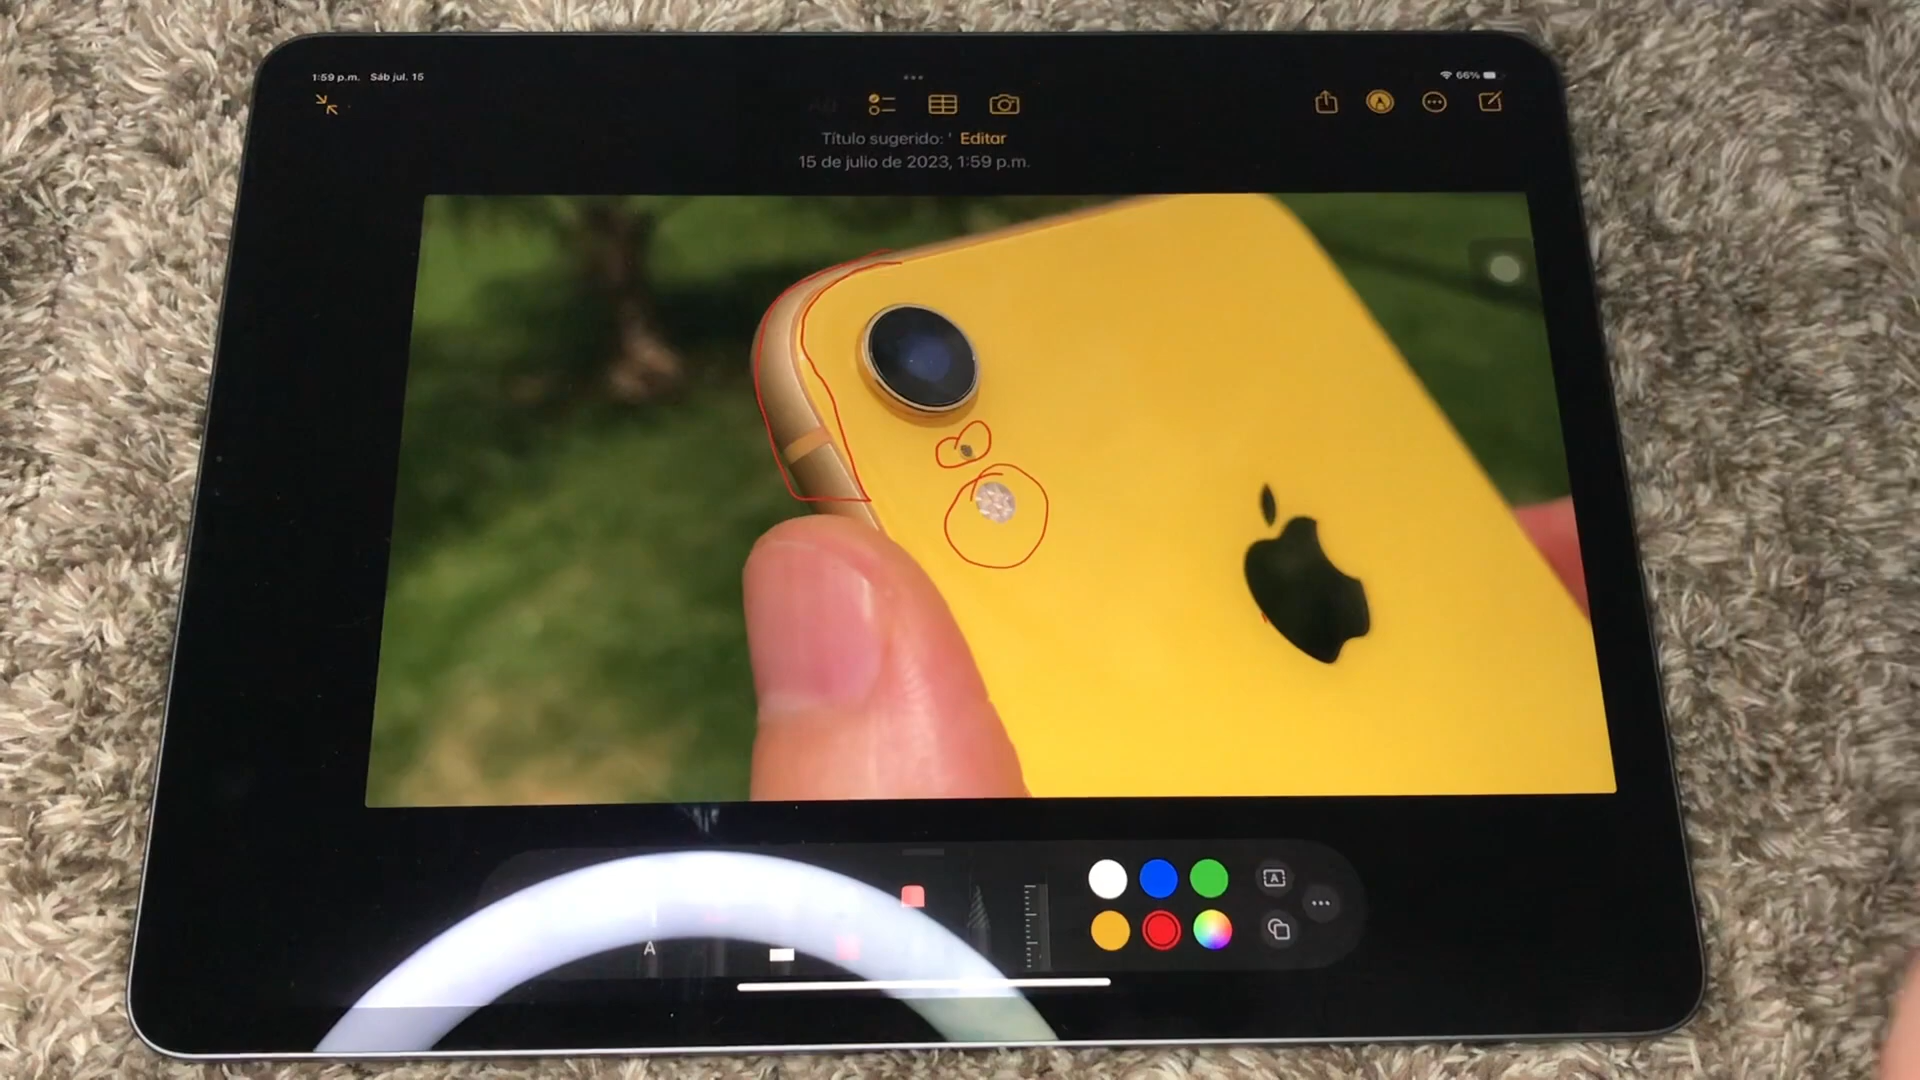 1:59 p.m. Sáb jul. 15
66%
Título sugerido: ' Editar
15 de julio de 2023, 1:59 p.m.
A
A